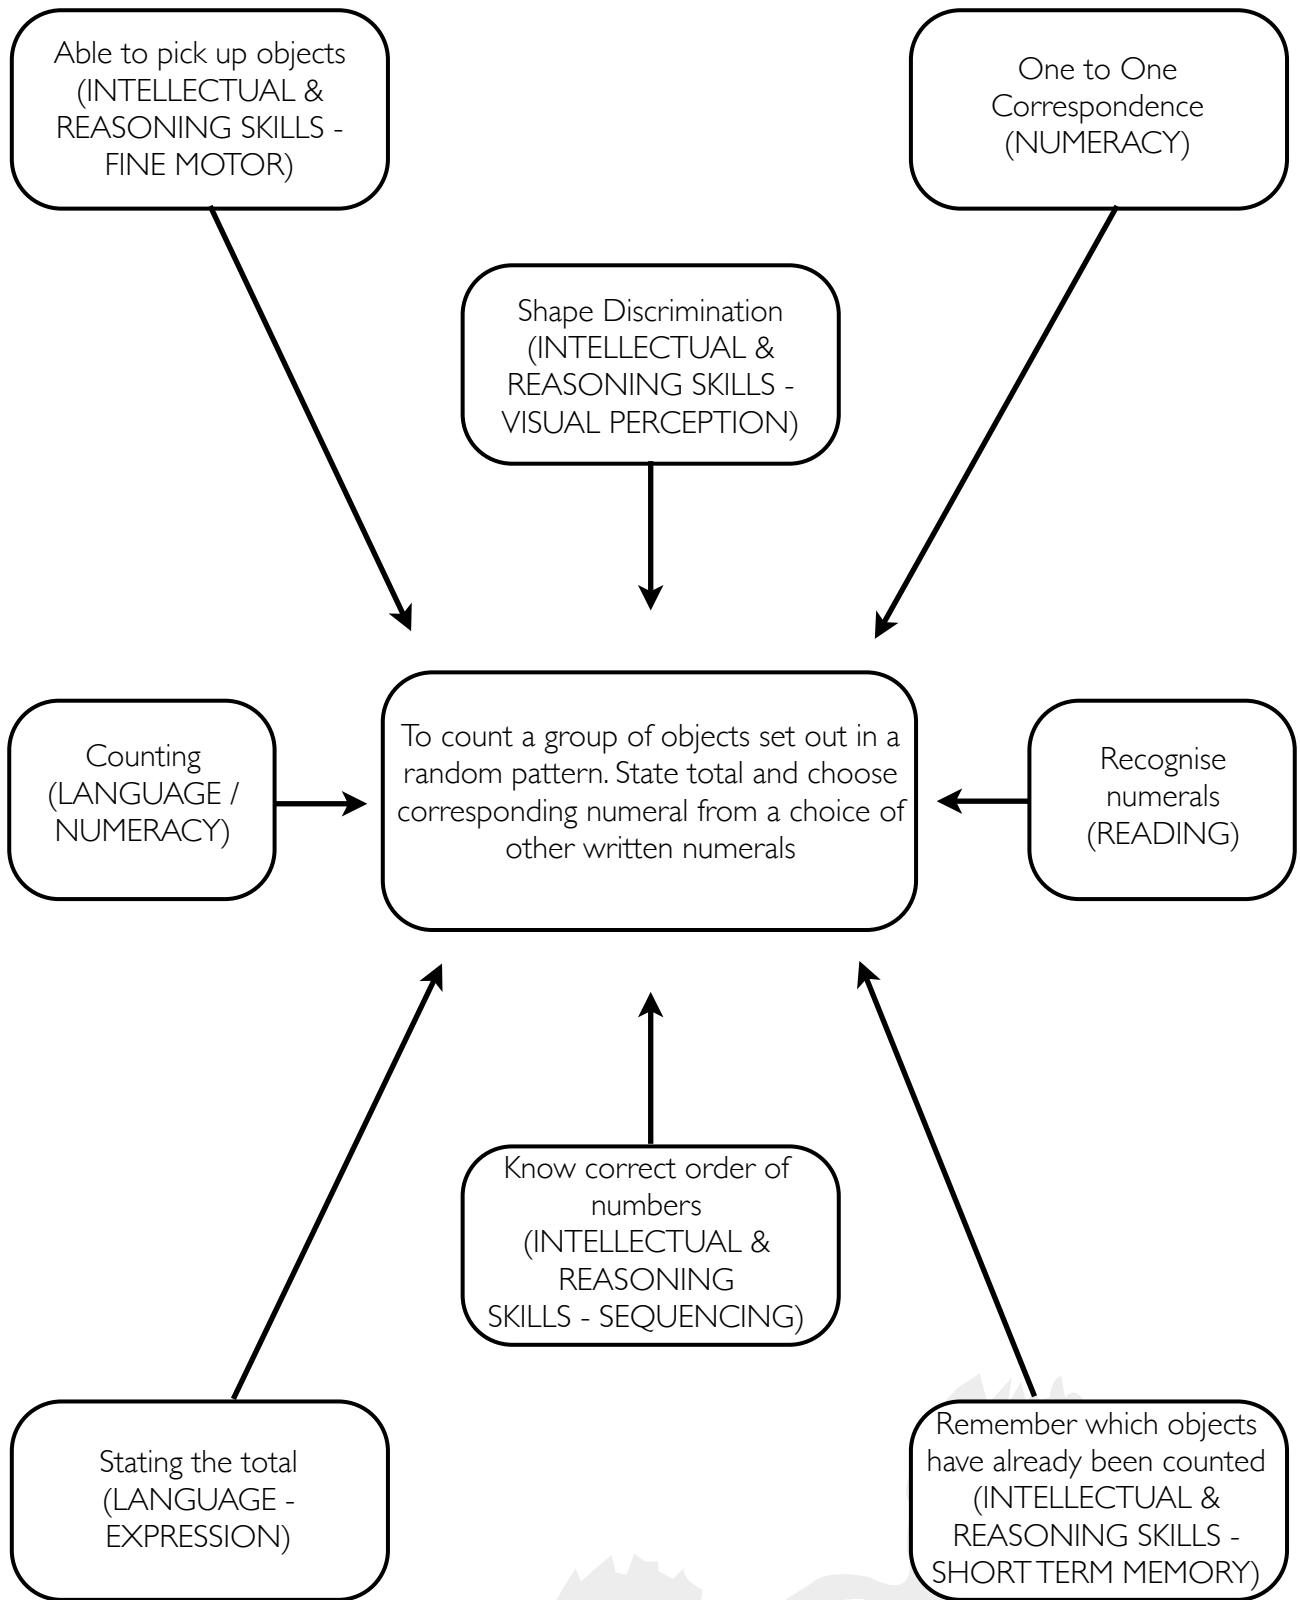 Able to pick up objects
(INTELLECTUAL &
REASONING SKILLS -
FINE MOTOR)
One to One
Correspondence
(NUMERACY)
Shape Discrimination
(INTELLECTUAL &
REASONING SKILLS -
VISUAL PERCEPTION)
Counting
(LANGUAGE /
NUMERACY)
To count a group of objects set out in a
random pattern. State total and choose
corresponding numeral from a choice of
other written numerals
Recognise
numerals
(READING)
Know correct order of
numbers
(INTELLECTUAL &
REASONING
SKILLS - SEQUENCING)
Stating the total
(LANGUAGE -
EXPRESSION)
Remember which objects
have already been counted
(INTELLECTUAL &
REASONING SKILLS -
SHORT TERM MEMORY)